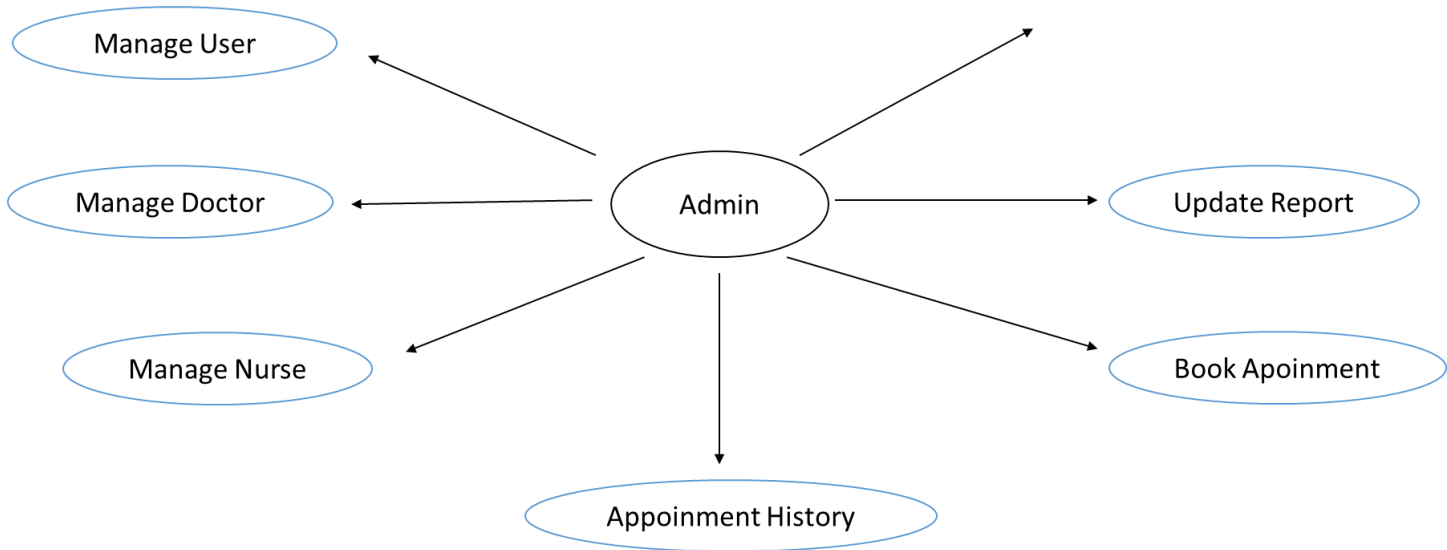 Manage User
Manage Doctor
Admin
Update Report
Manage Nurse
Book Apoinment
Appoinment History